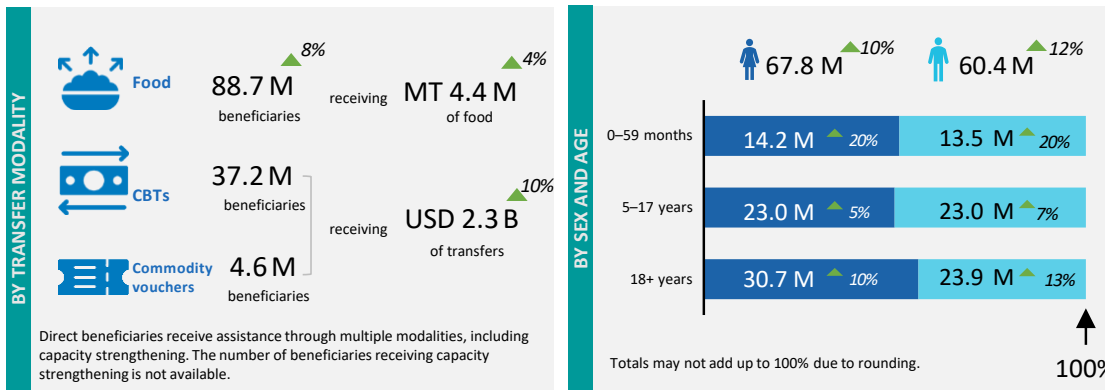 BY TRANSFER MODALITY
Food
8%
88.7 M
beneficiaries
receiving
4%
MT 4.4 M
of food
CBTs
37.2 M
beneficiaries
receiving
10%
USD 2.3 B
of transfers
Commodity
vouchers
4.6 M
beneficiaries
Direct beneficiaries receive assistance through multiple modalities, including
capacity strengthening. The number of beneficiaries receiving capacity
strengthening is not available.
BY SEX AND AGE
67.8 M 10%
60.4 M 12%
0–59 months 14.2 M 20% 13.5 M 20%
5–17 years 23.0 M 5% 23.0 M 7%
18+ years 30.7 M 10% 23.9 M 13%
Totals may not add up to 100% due to rounding.
100%